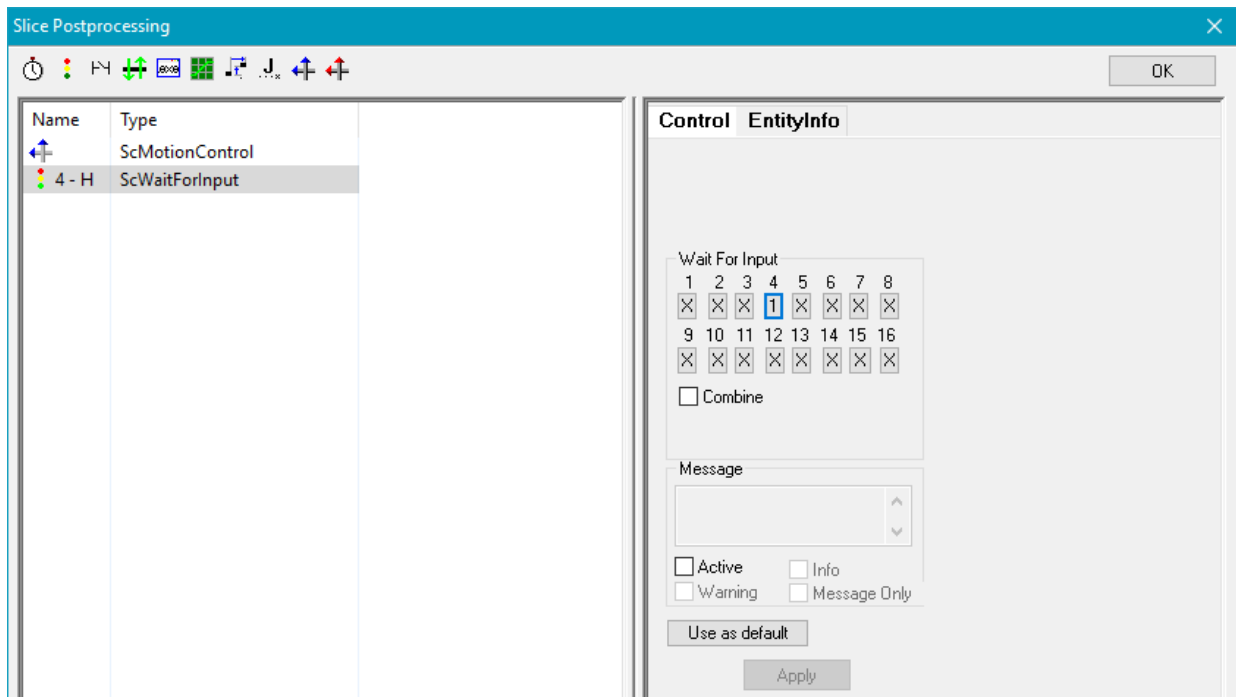 Slice Postprocessing
OK
Name Type
ScMotionControl
4 - H ScWaitForInput
Control EntityInfo
Wait For Input
1 2 3 4 5 6 7 8
X X X 1 X X X X
9 10 11 12 13 14 15 16
X X X X X X X X
Combine
Message
Active Info
Warning Message Only
Use as default
Apply